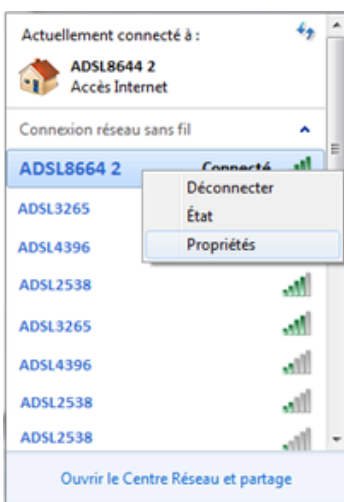 Actuellement connecté à :
ADSL8644 2
Accès Internet
Connexion réseau sans fil
ADSL8664 2 Connecté
Déconnecter
ADSL3265
État
ADSL4396
Propriétés
ADSL2538
ADSL3265
ADSL4396
ADSL2538
ADSL2538
Ouvrir le Centre Réseau et partage